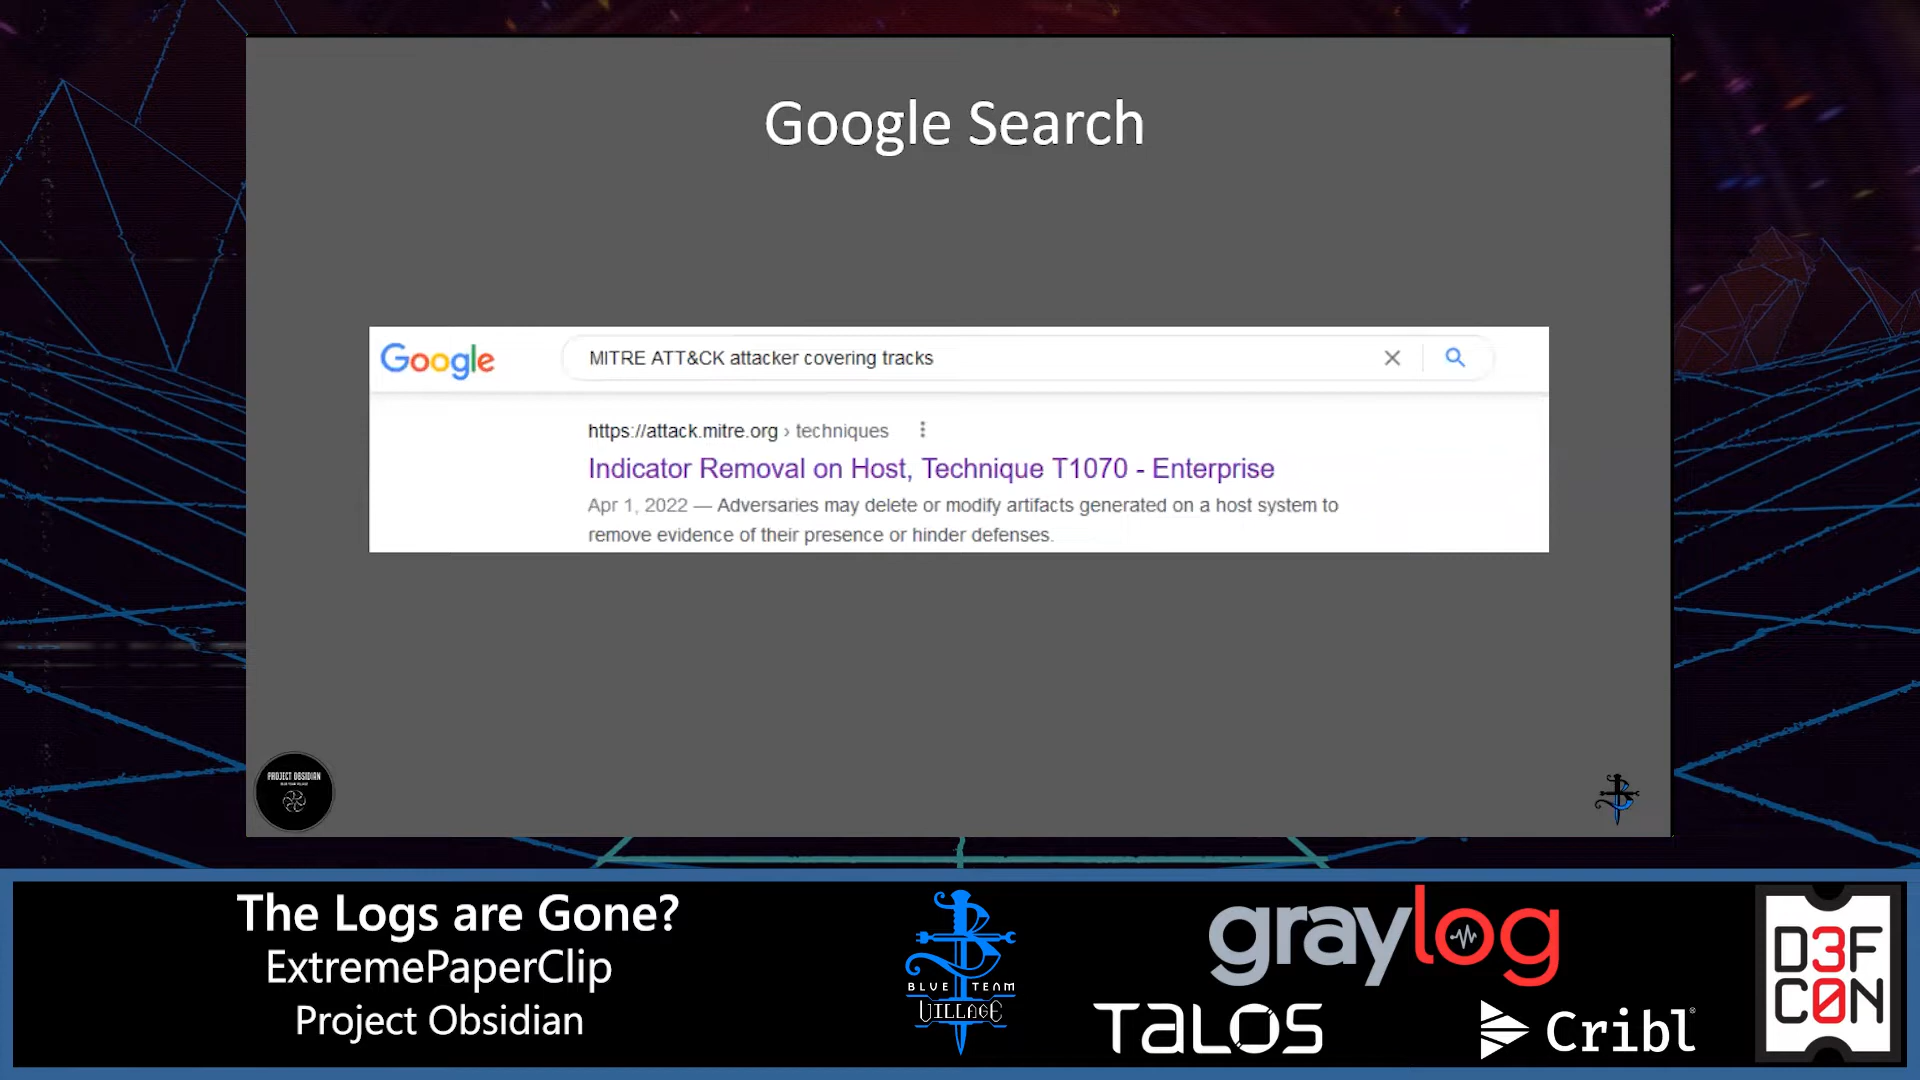 Google Search
Google
MITRE ATT&CK attacker covering tracks
https://attack.mitre.org › techniques
Indicator Removal on Host, Technique T1070 - Enterprise
Apr 1, 2022 — Adversaries may delete or modify artifacts generated on a host system to
remove evidence of their presence or hinder defenses.
PROJECT OBSIDIAN
The Logs are Gone?
ExtremePaperClip
Project Obsidian
BLUE TEAM
VILLAGE
graylog
TALOS
Cribl
D3F
C0N